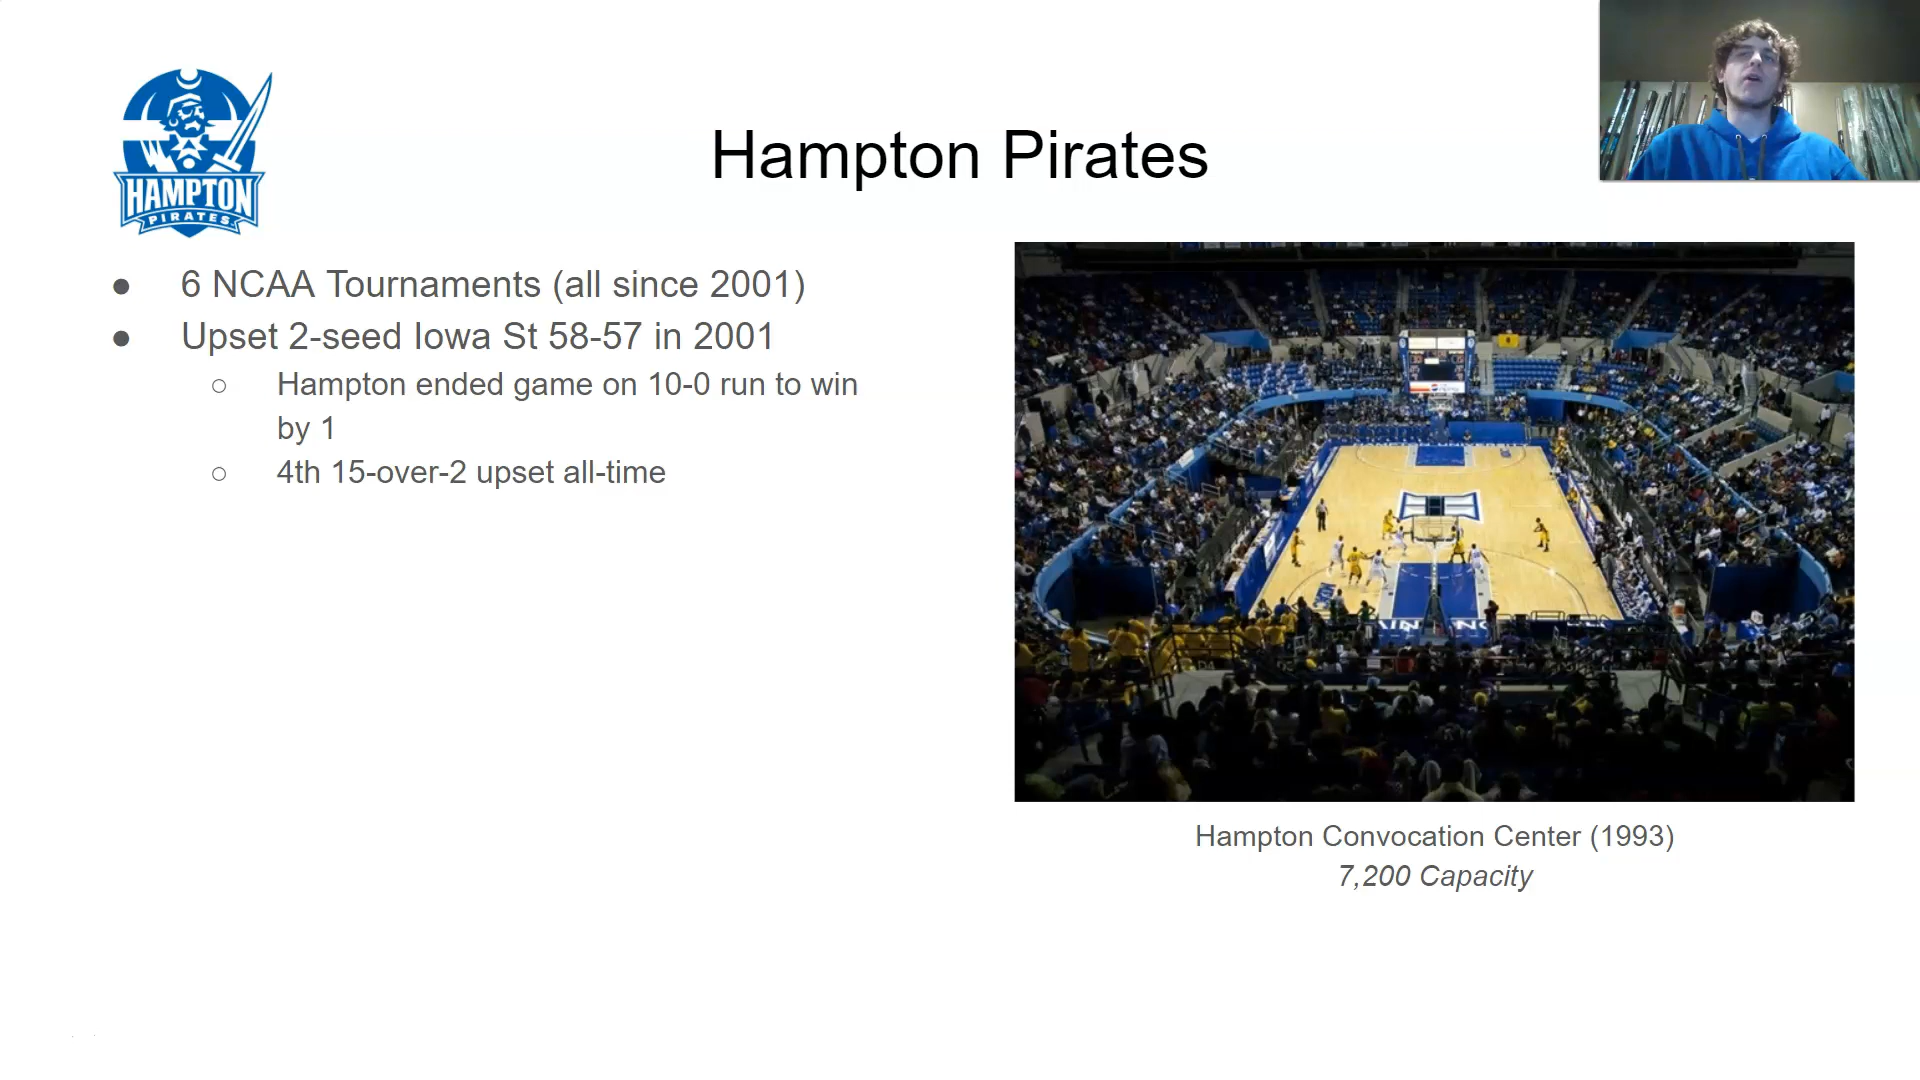 HAMPTON
PIRATES
Hampton Pirates
● 6 NCAA Tournaments (all since 2001)
● Upset 2-seed Iowa St 58-57 in 2001
○ Hampton ended game on 10-0 run to win
by 1
○ 4th 15-over-2 upset all-time
Hampton Convocation Center (1993)
7,200 Capacity